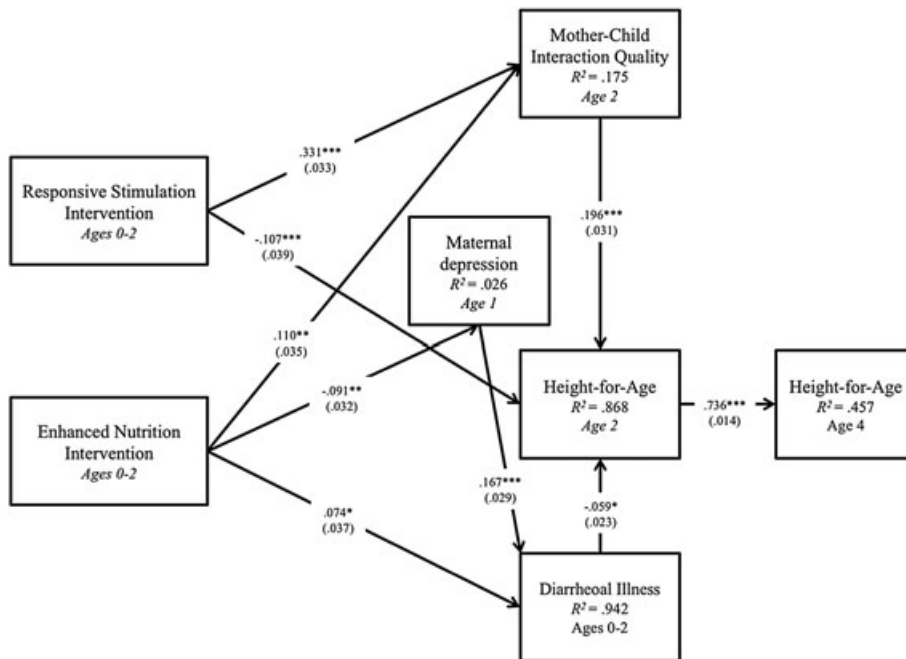 Mother-Child
Interaction Quality
R² = .175
Age 2
.331***
(.033)
Responsive Stimulation
Intervention
Ages 0-2
.196***
(.031)
-.107***
(.039)
Maternal
depression
R² = .026
Age 1
.110**
(.035)
-.091**
(.032)
Height-for-Age
R² = .868
Age 2
.736***
(.014)
Height-for-Age
R² = .457
Age 4
Enhanced Nutrition
Intervention
Ages 0-2
.167***
(.029)
.074*
(.037)
-.059*
(.023)
Diarrheoal Illness
R² = .942
Ages 0-2